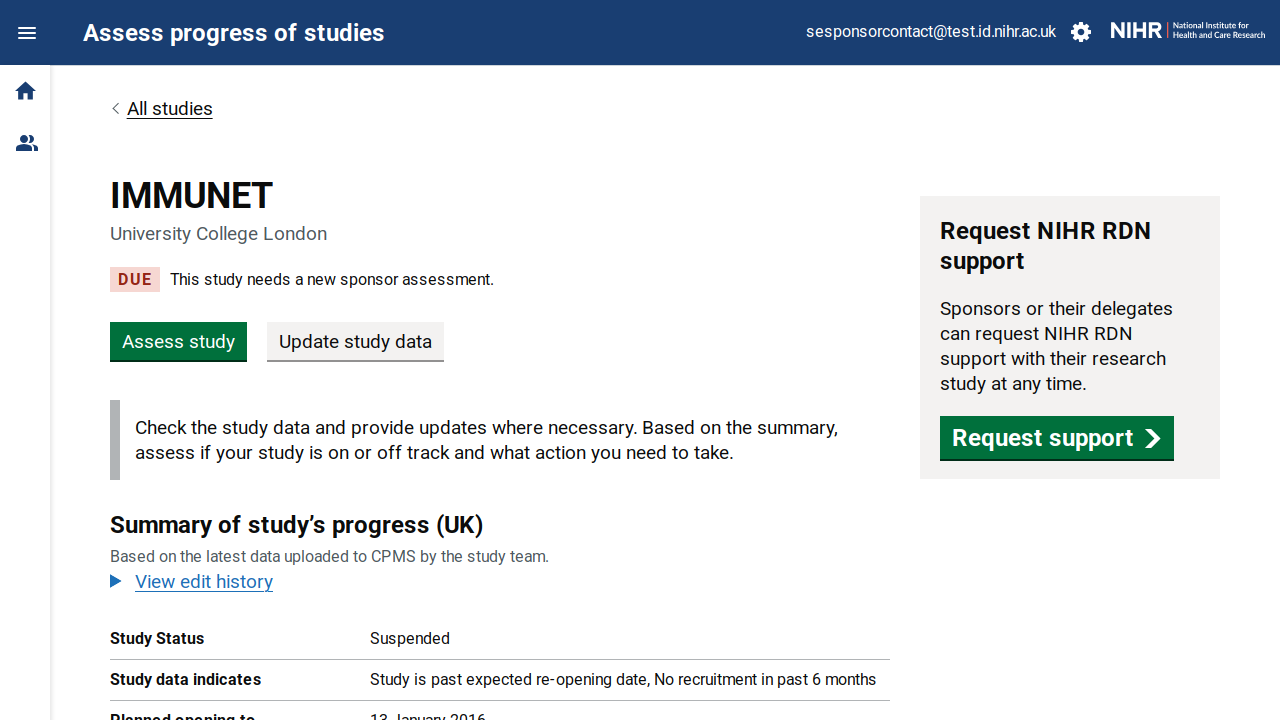 Assess progress of studies
sesponsorcontact@test.id.nihr.ac.uk
NIHR
National Institute for
Health and Care Research
All studies
IMMUNET
University College London
DUE
This study needs a new sponsor assessment.
Assess study
Update study data
Check the study data and provide updates where necessary. Based on the summary,
assess if your study is on or off track and what action you need to take.
Request NIHR RDN
support
Sponsors or their delegates
can request NIHR RDN
support with their research
study at any time.
Request support
Summary of study’s progress (UK)
Based on the latest data uploaded to CPMS by the study team.
View edit history
Study Status
Suspended
Study data indicates
Study is past expected re-opening date, No recruitment in past 6 months
Planned opening to
13 January 2016